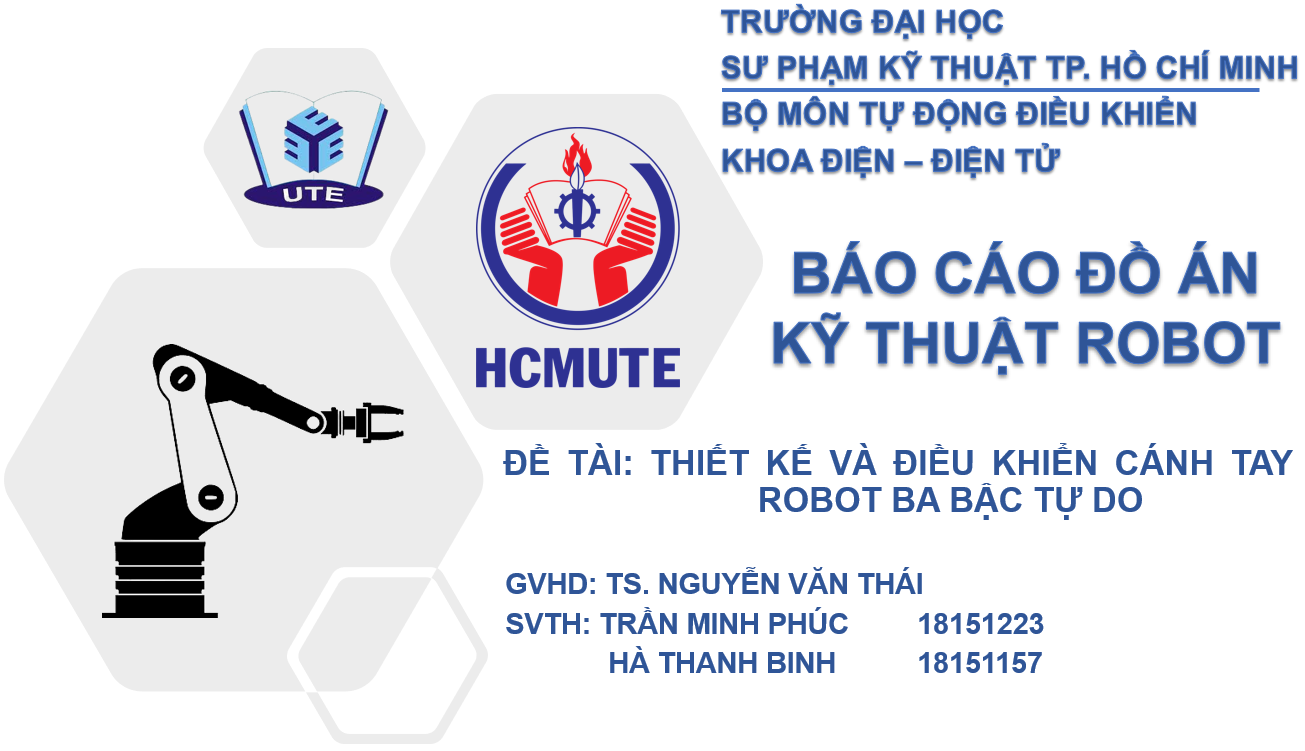 TRƯỜNG ĐẠI HỌC
SƯ PHẠM KỸ THUẬT TP. HỒ CHÍ MINH
BỘ MÔN TỰ ĐỘNG ĐIỀU KHIỂN
KHOA ĐIỆN – ĐIỆN TỬ
UTE
HCMUTE
BÁO CÁO ĐỒ ÁN
KỸ THUẬT ROBOT
ĐỀ TÀI: THIẾT KẾ VÀ ĐIỀU KHIỂN CÁNH TAY
ROBOT BA BẬC TỰ DO
GVHD: TS. NGUYỄN VĂN THÁI
SVTH: TRẦN MINH PHÚC 18151223
HÀ THANH BINH 18151157